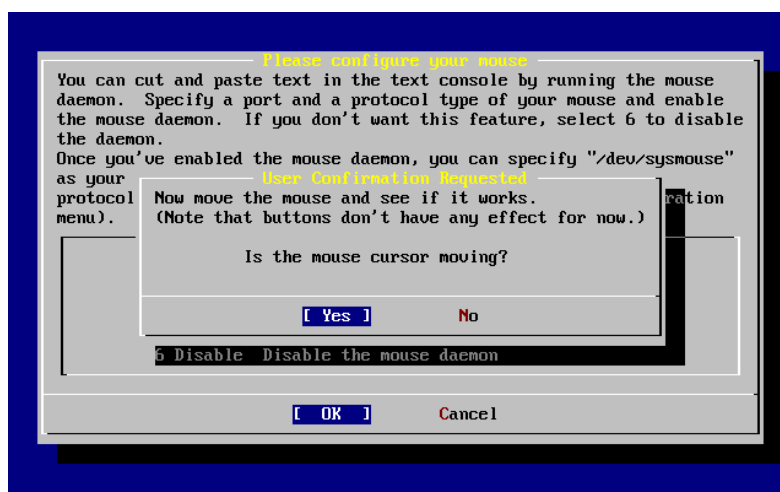 Please configure your mouse
You can cut and paste text in the text console by running the mouse
daemon.  Specify a port and a protocol type of your mouse and enable
the mouse daemon.  If you don't want this feature, select 6 to disable
the daemon.
Once you've enabled the mouse daemon, you can specify "/dev/sysmouse"
as your
protocol ration
menu).
User Confirmation Requested
Now move the mouse and see if it works.
(Note that buttons don't have any effect for now.)
Is the mouse cursor moving?
[ Yes ] No
6 Disable  Disable the mouse daemon
[ OK ] Cancel